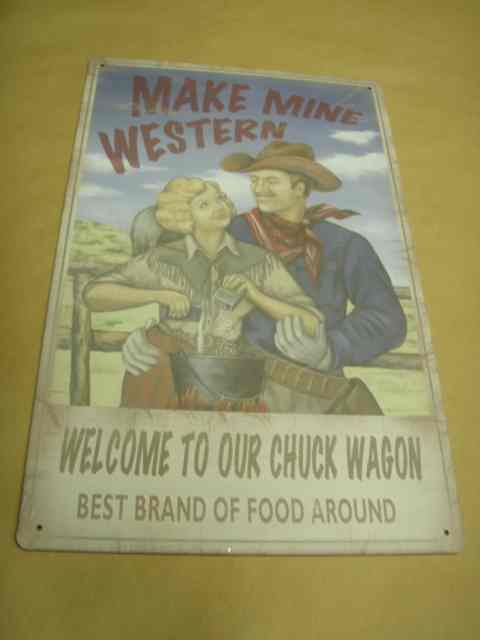 MAKE MINE
WESTERN
WELCOME TO OUR CHUCK WAGON
BEST BRAND OF FOOD AROUND